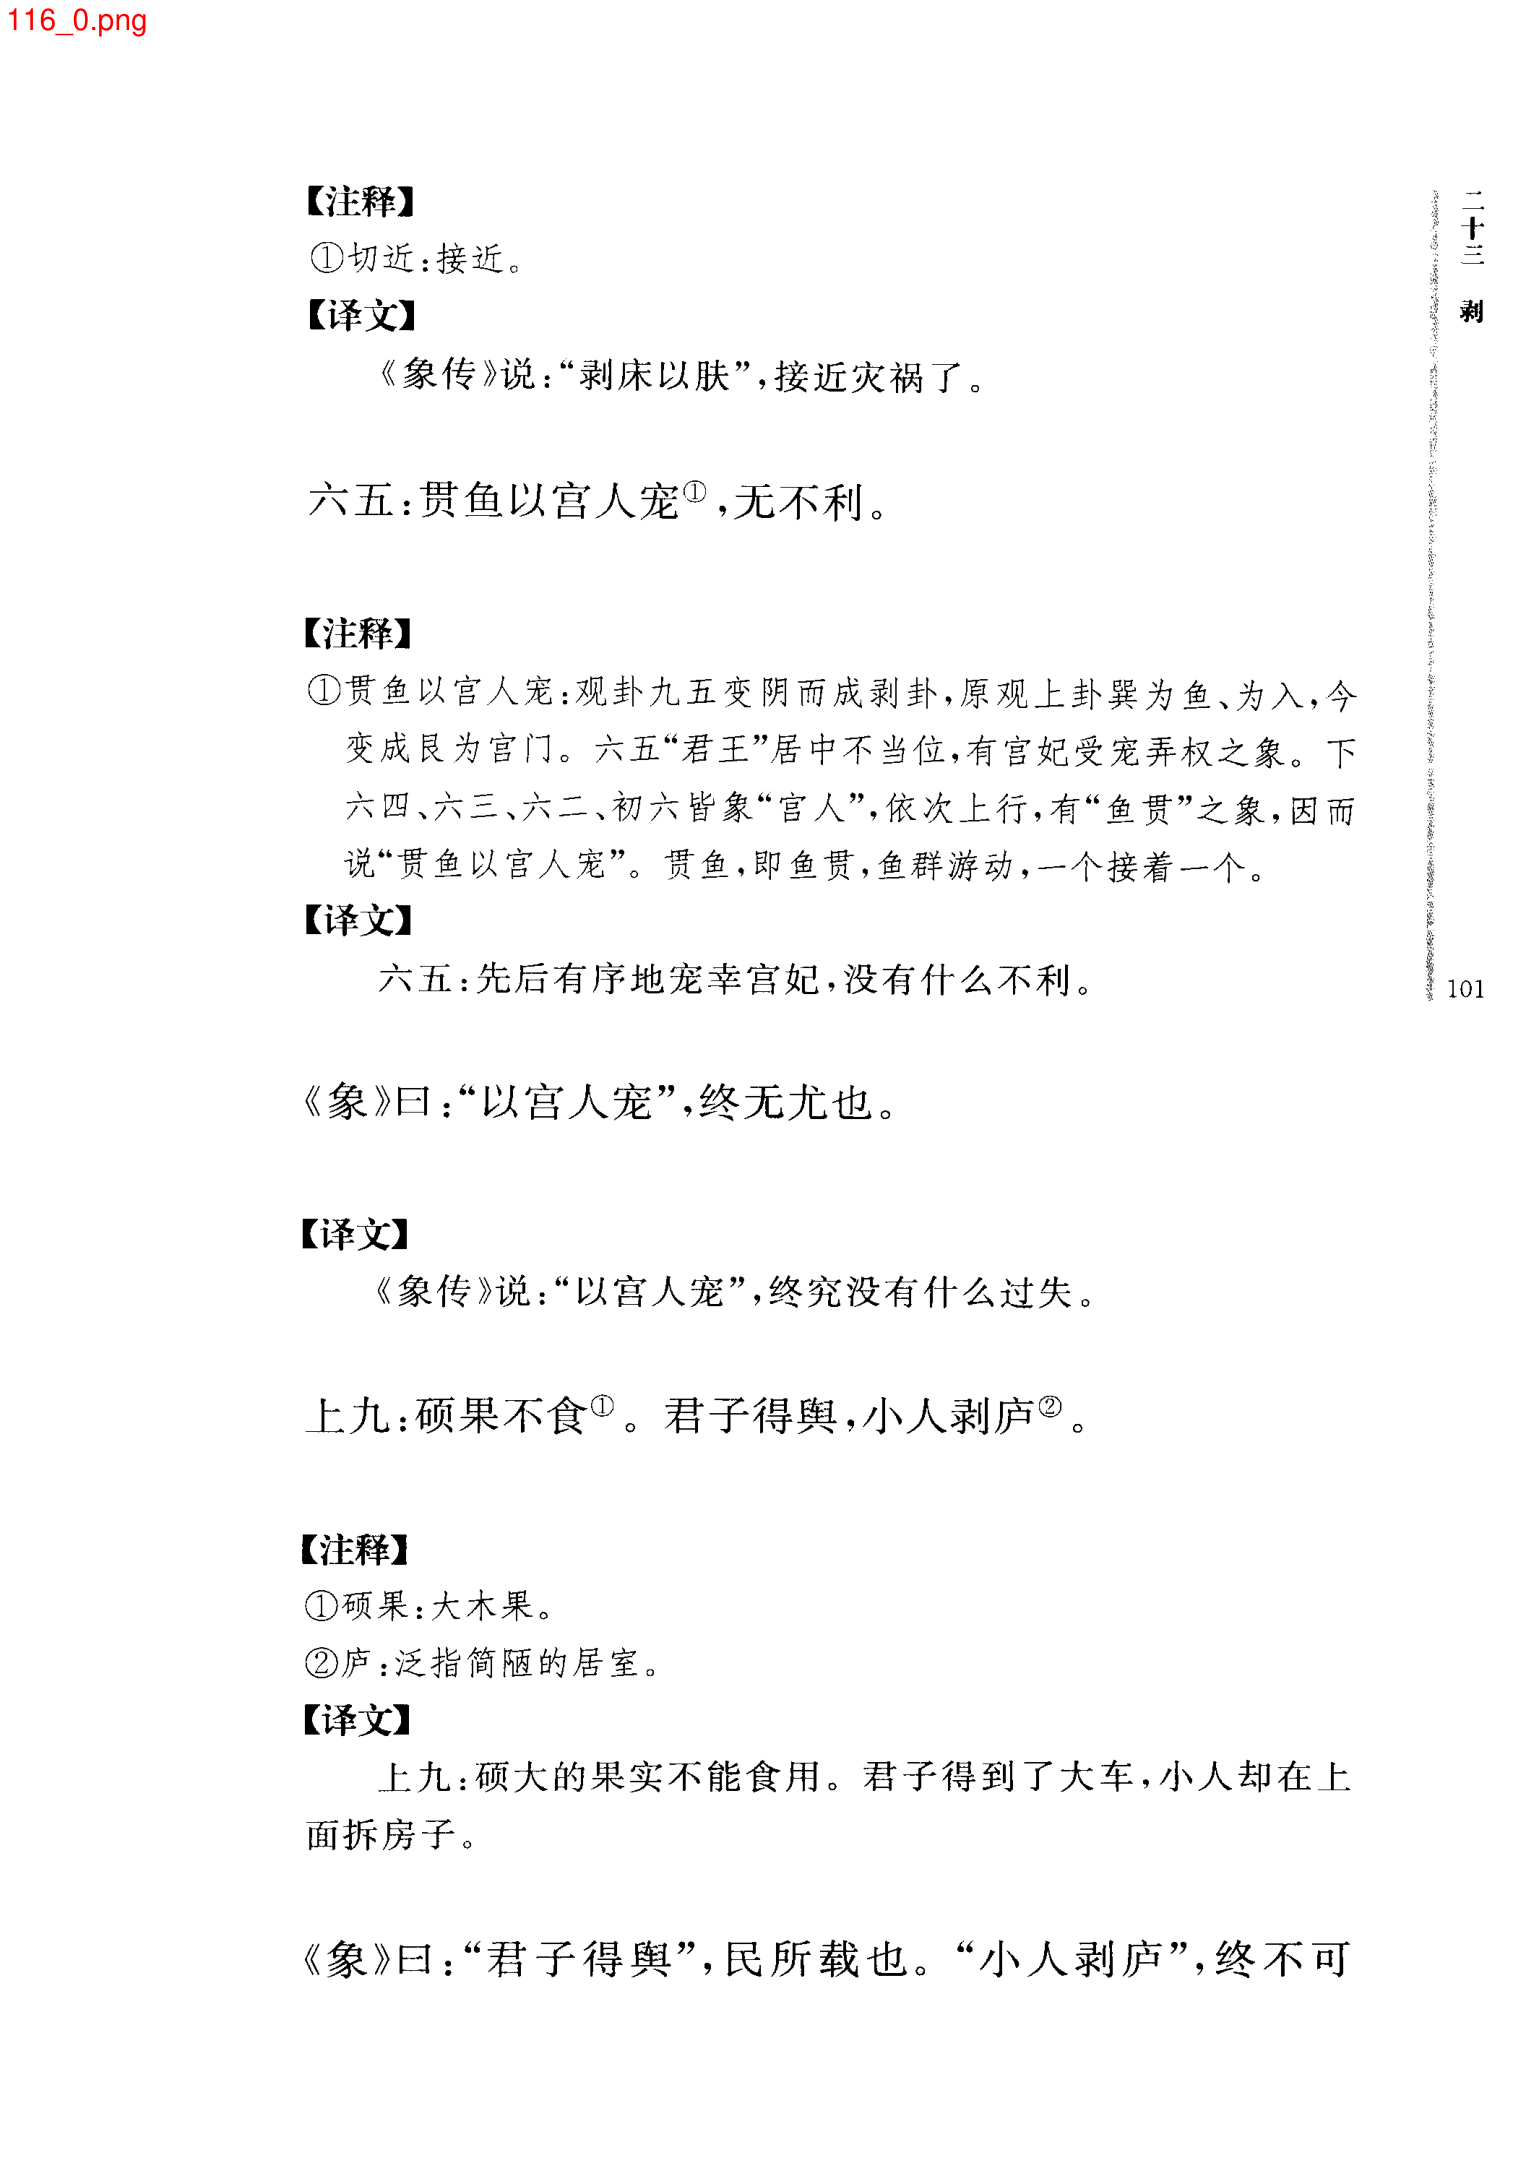 116_0.png
【注释】
①切近：接近。
【译文】
《象传》说：“剥床以肤”，接近灾祸了。
六五：贯鱼以宫人宠①，无不利。
【注释】
①贯鱼以宫人宠：观卦九五变阴而成剥卦，原观上卦巽为鱼、为入，今
变成艮为宫门。六五“君王”居中不当位，有宫妃受宠弄权之象。下
六四、六三、六二、初六皆象“宫人”，依次上行，有“鱼贯”之象，因而
说“贯鱼以宫人宠”。贯鱼，即鱼贯，鱼群游动，一个接着一个。
【译文】
六五：先后有序地宠幸宫妃，没有什么不利。
《象》曰：“以宫人宠”，终无尤也。
【译文】
《象传》说：“以宫人宠”，终究没有什么过失。
上九：硕果不食①。君子得舆，小人剥庐②。
【注释】
①硕果：大木果。
②庐：泛指简陋的居室。
【译文】
上九：硕大的果实不能食用。君子得到了大车，小人却在上
面拆房子。
《象》曰：“君子得舆”，民所载也。“小人剥庐”，终不可
二十三 剥
101